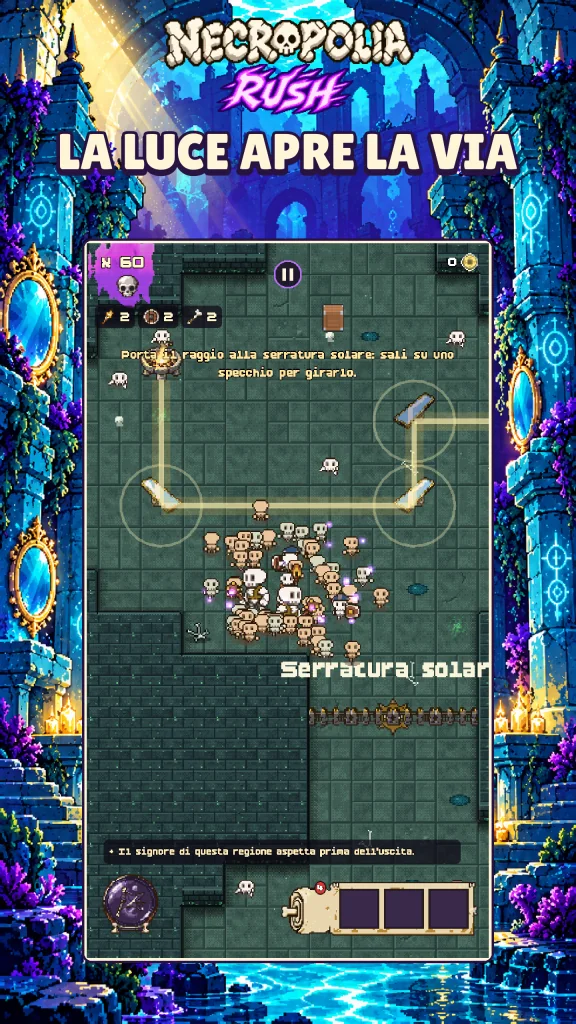 NECROPOLIA
RUSH
LA LUCE APRE LA VIA
N 60
0
2 2 2
Porta il raggio alla serratura solare: sali su uno
specchio per girarlo.
Serratura solar
Il signore di questa regione aspetta prima dell'uscita.